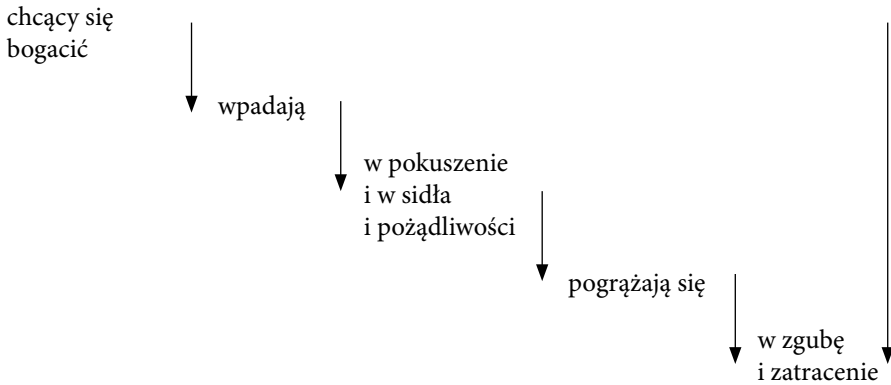 chcący się
bogacić
wpadają
w pokuszenie
i w sidła
i pożądliwości
pogrążają się
w zgubę
i zatracenie